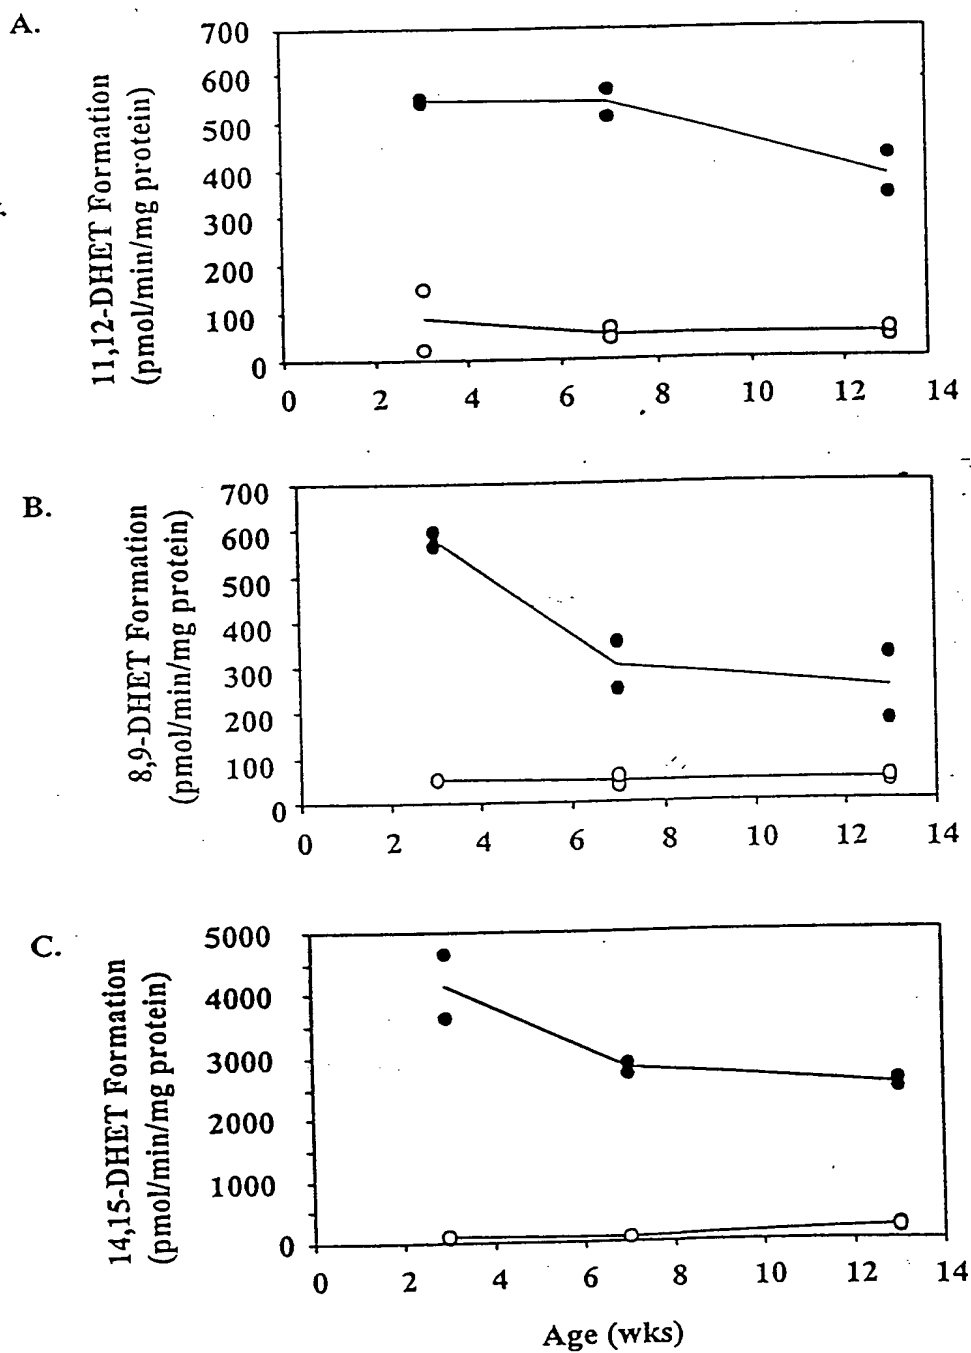 A.
11,12-DHET Formation
(pmol/min/mg protein)
700
600
500
400
300
200
100
0
0 2 4 6 8 10 12 14
B.
8,9-DHET Formation
(pmol/min/mg protein)
700
600
500
400
300
200
100
0
0 2 4 6 8 10 12 14
C.
14,15-DHET Formation
(pmol/min/mg protein)
5000
4000
3000
2000
1000
0
0 2 4 6 8 10 12 14
Age (wks)